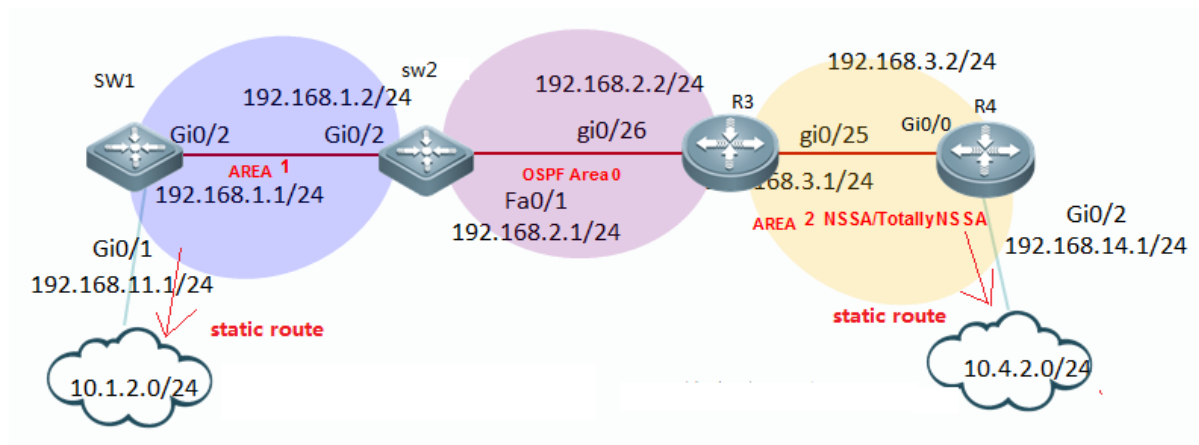 SW1
192.168.1.2/24
sw2
Gi0/2
Gi0/2
AREA 1
192.168.1.1/24
Gi0/1
192.168.11.1/24
static route
10.1.2.0/24
192.168.2.2/24
gi0/26
OSPF Area 0
Fa0/1
192.168.2.1/24
R3
192.168.3.2/24
R4
gi0/25
Gi0/0
.168.3.1/24
AREA 2 NSSA/TotallyNSSA
Gi0/2
192.168.14.1/24
static route
10.4.2.0/24